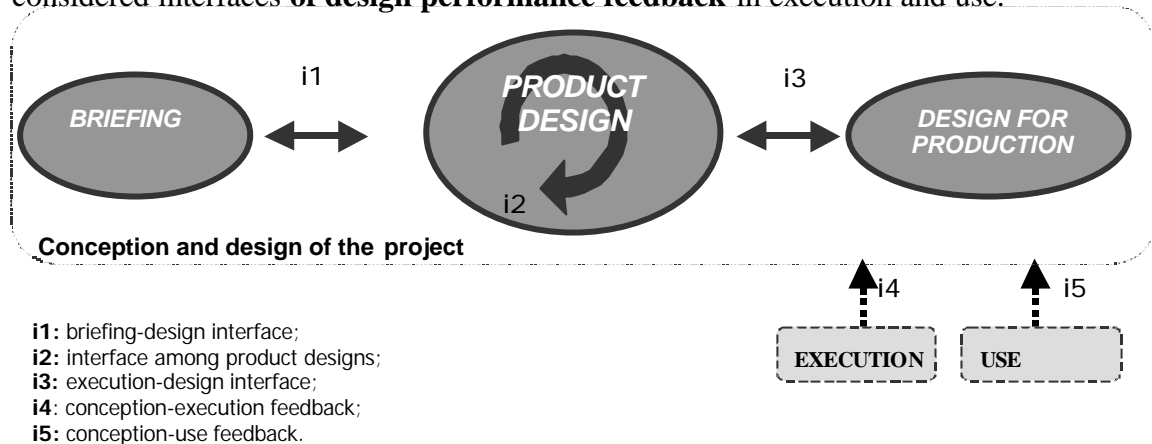 considered interfaces of design performance feedback in execution and use.
i1
i3
BRIEFING
PRODUCT
DESIGN
DESIGN FOR
PRODUCTION
i2
Conception and design of the project
i4
i5
i1: briefing-design interface;
i2: interface among product designs;
i3: execution-design interface;
i4: conception-execution feedback;
i5: conception-use feedback.
EXECUTION
USE